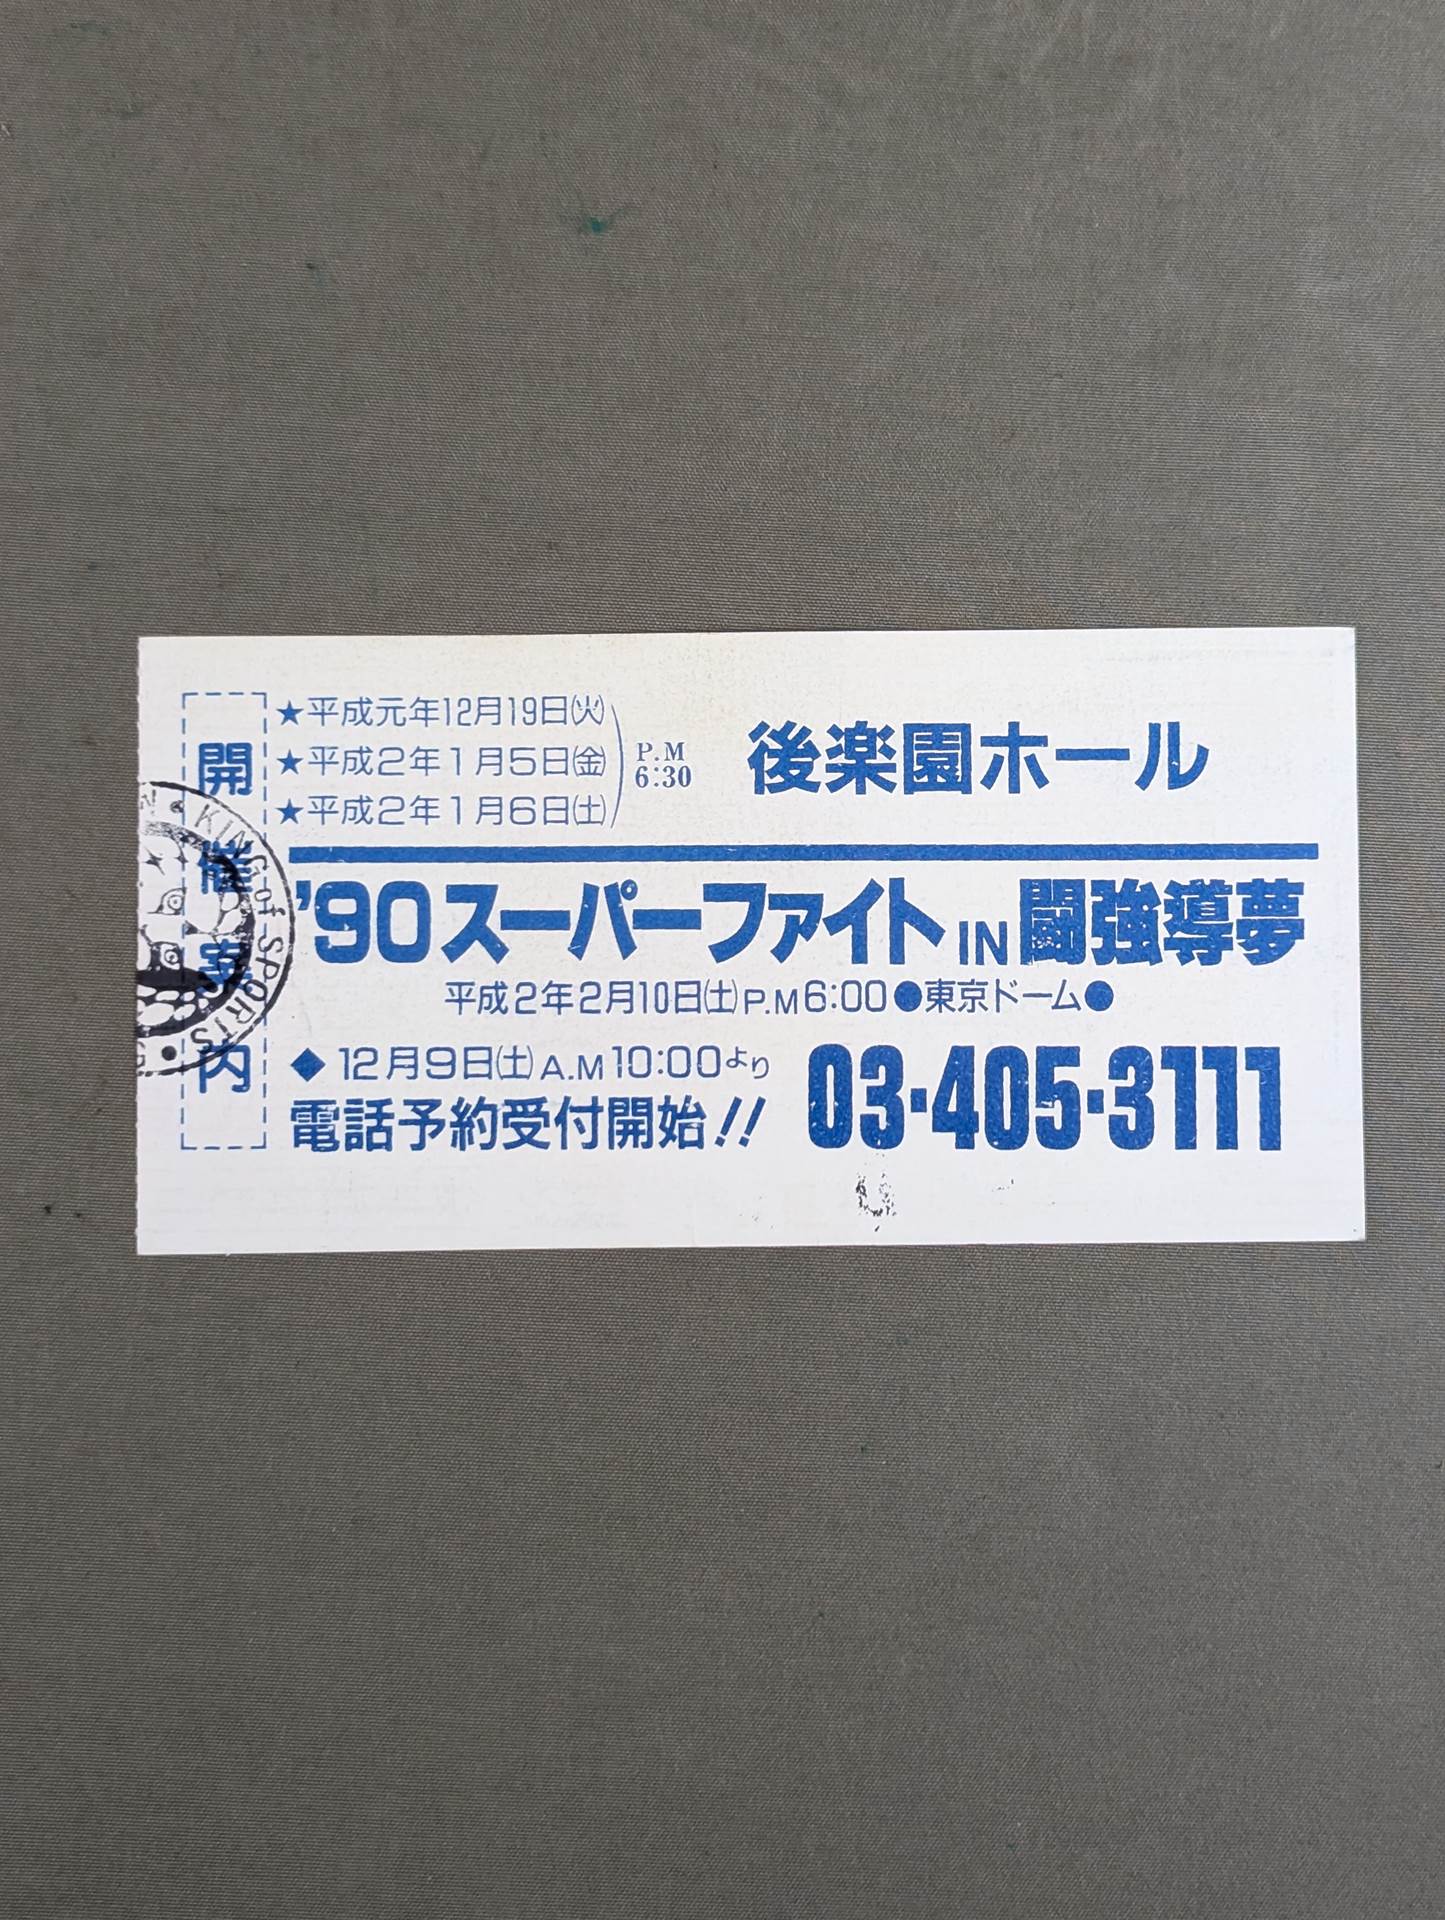 開催案内
★平成元年12月19日㈫
★平成2年1月5日㈮
★平成2年1月6日㈯
P.M
6:30
後楽園ホール
'90スーパーファイトIN闘強導夢
平成2年2月10日㈯P.M6:00●東京ドーム●
◆12月9日㈯A.M10:00より
電話予約受付開始!!
03・405・3111
KING of SPORTS